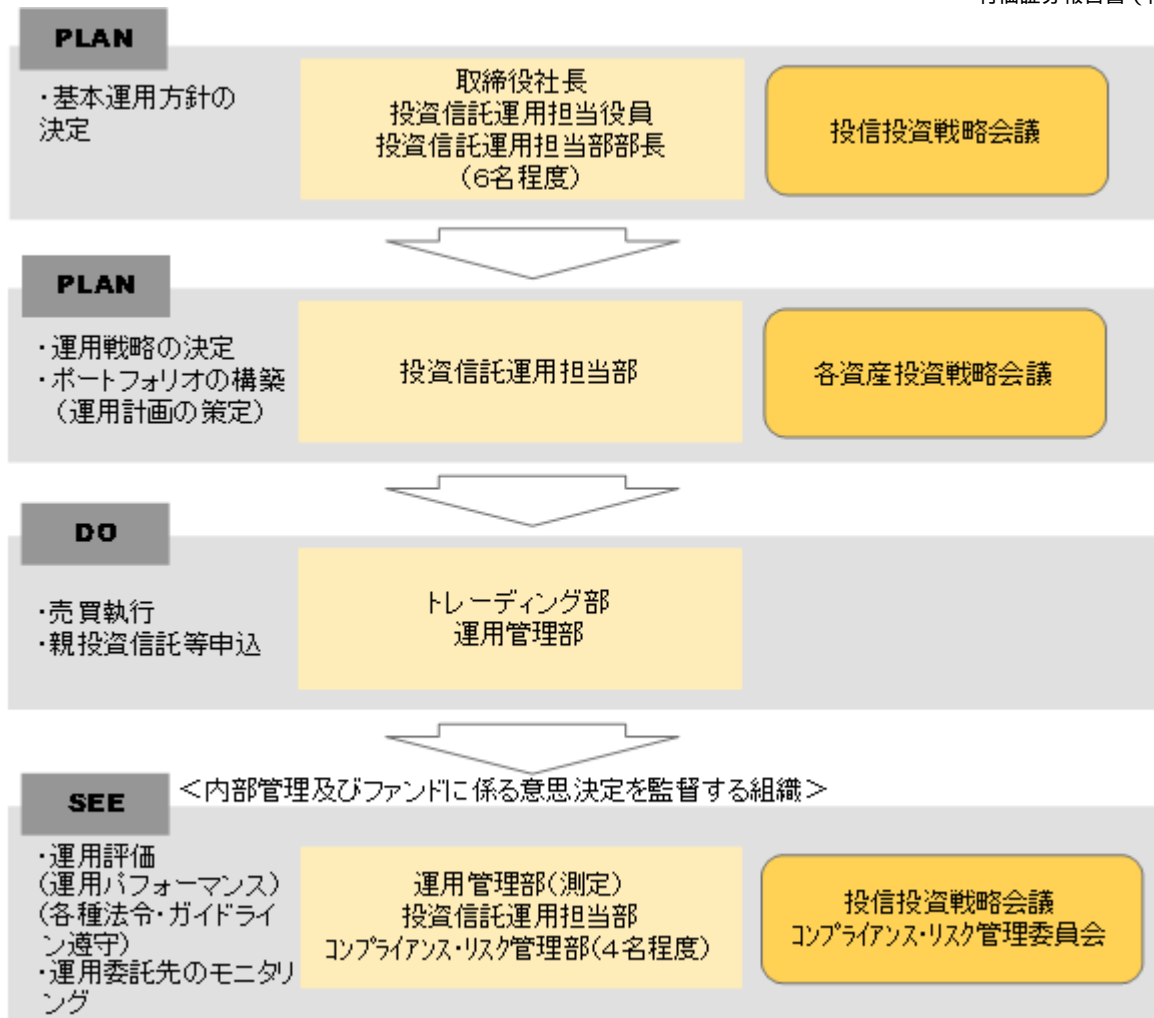 PLAN
・基本運用方針の
決定
取締役社長
投資信託運用担当役員
投資信託運用担当部部長
(6名程度)
投信投資戦略会議
PLAN
・運用戦略の決定
・ポートフォリオの構築
(運用計画の策定)
投資信託運用担当部
各資産投資戦略会議
DO
・売買執行
・親投資信託等申込
トレーディング部
運用管理部
<内部管理及びファンドに係る意思決定を監督する組織>
SEE
・運用評価
(運用パフォーマンス)
(各種法令・ガイドライ
ン遵守)
・運用委託先のモニタリ
ング
運用管理部(測定)
投資信託運用担当部
コンプライアンス・リスク管理部(4名程度)
投信投資戦略会議
コンプライアンス・リスク管理委員会